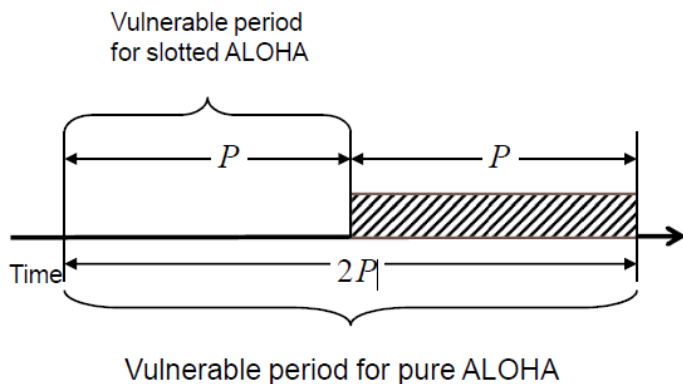 Vulnerable period
for slotted ALOHA
P
P
Time
2P|
Vulnerable period for pure ALOHA